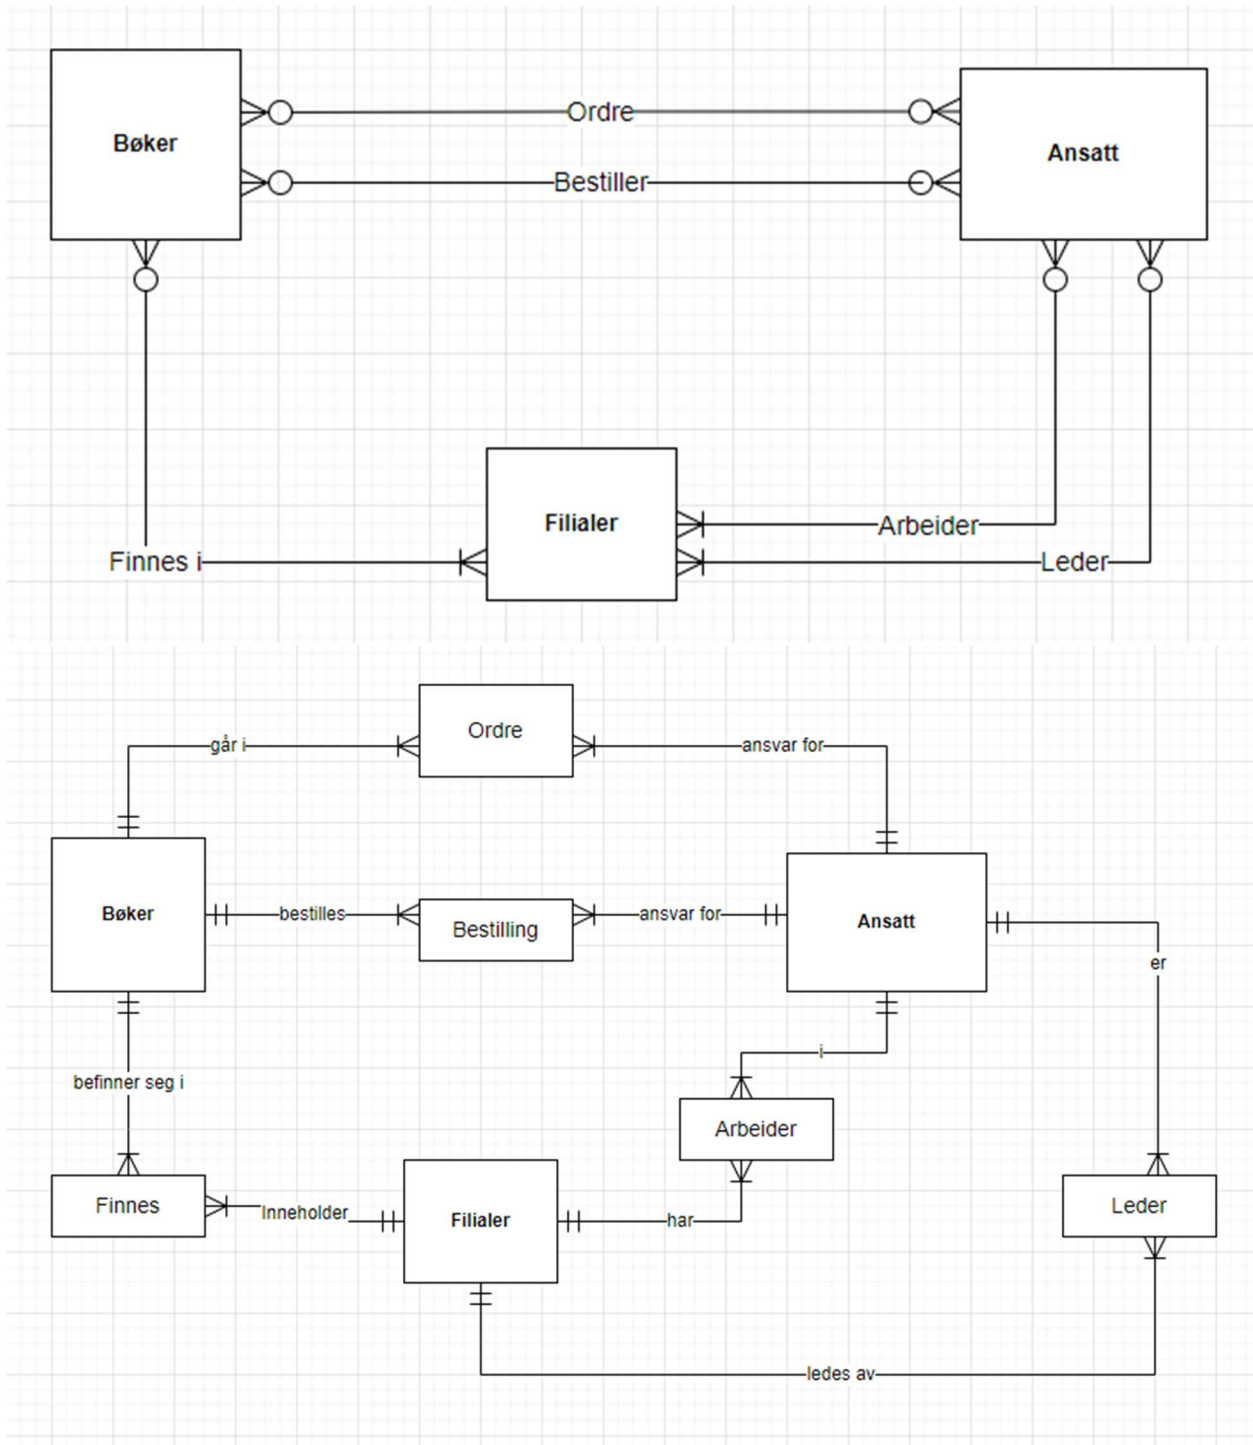 Ordre
Bøker
Ansatt
Bestiller
Filialer
Arbeider
Finnes i
Leder
Ordre
går i
ansvar for
Bøker
bestilles
Bestilling
ansvar for
Ansatt
er
i
befinner seg i
Arbeider
Finnes
Inneholder
Filialer
har
Leder
ledes av